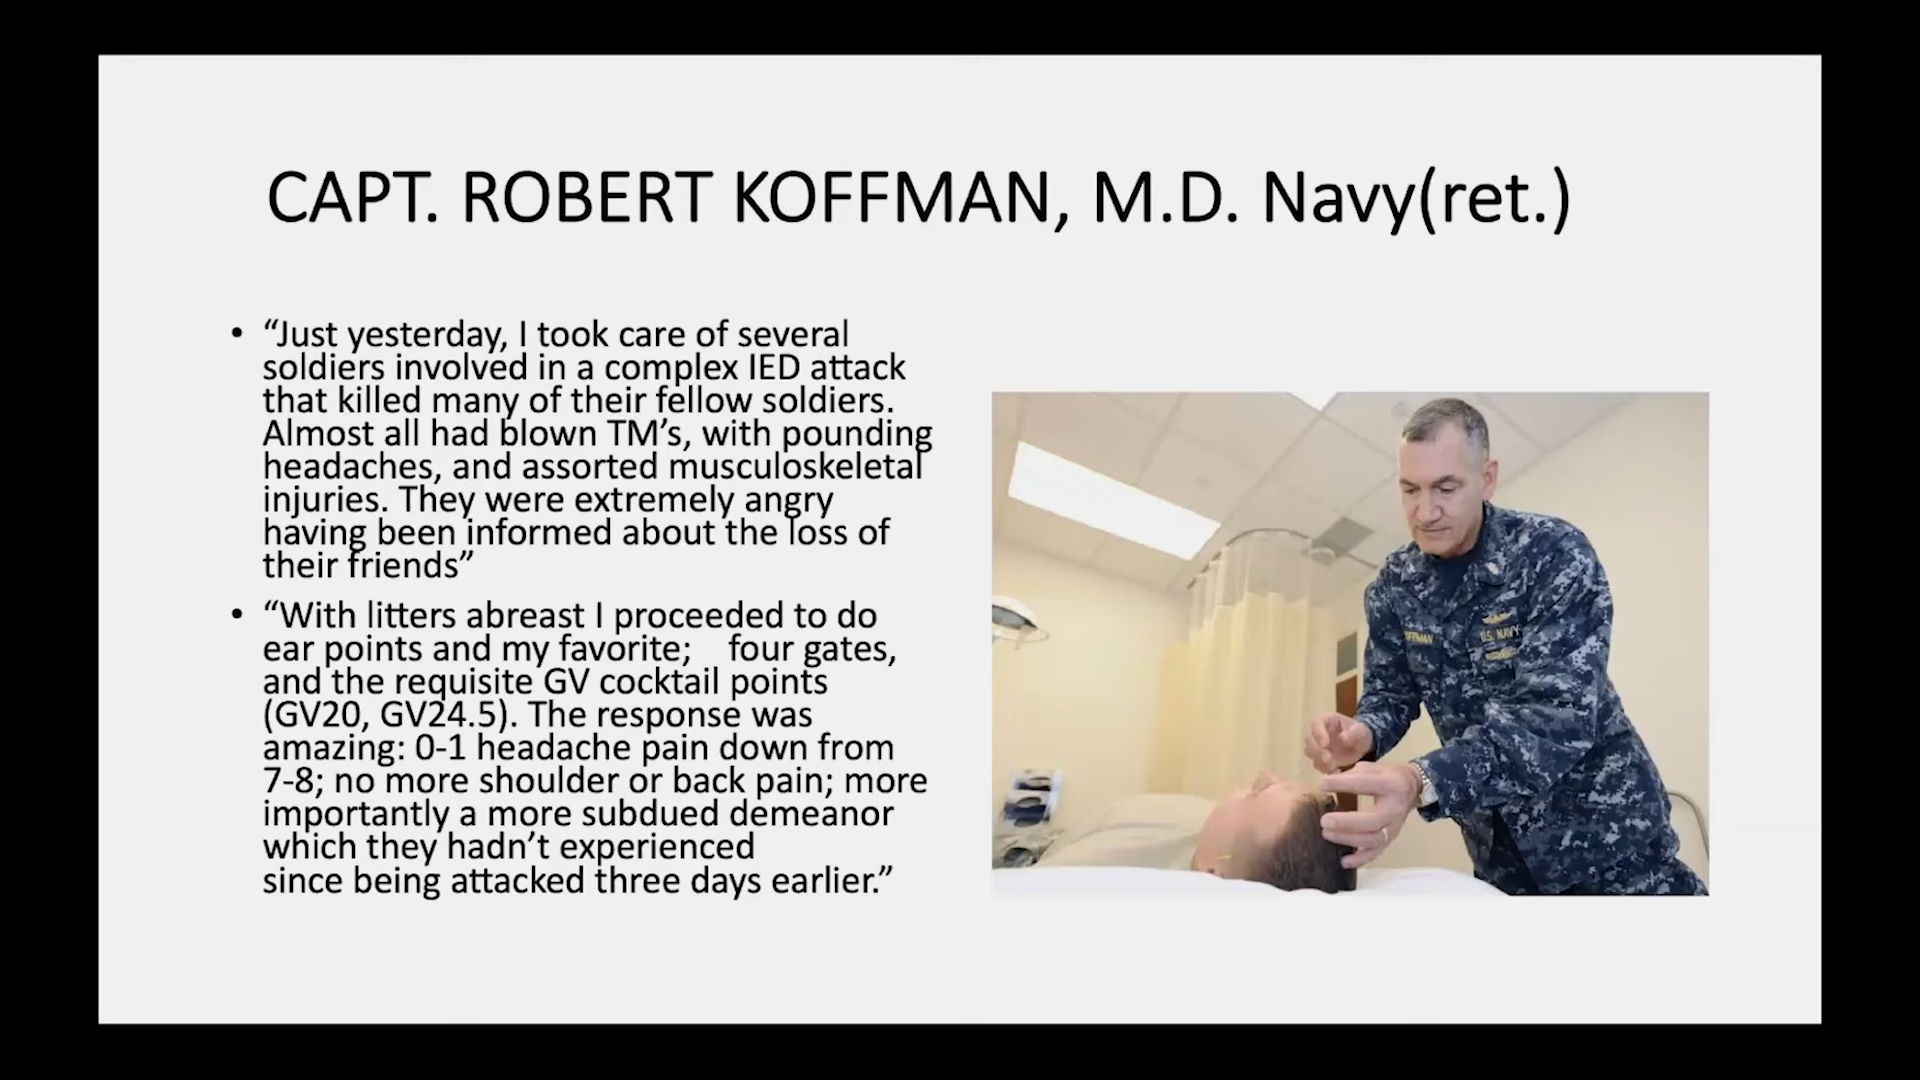 CAPT. ROBERT KOFFMAN, M.D. Navy(ret.)
• “Just yesterday, I took care of several
soldiers involved in a complex IED attack
that killed many of their fellow soldiers.
Almost all had blown TM’s, with pounding
headaches, and assorted musculoskeletal
injuries. They were extremely angry
having been informed about the loss of
their friends”
• “With litters abreast I proceeded to do
ear points and my favorite; four gates,
and the requisite GV cocktail points
(GV20, GV24.5). The response was
amazing: 0-1 headache pain down from
7-8; no more shoulder or back pain; more
importantly a more subdued demeanor
which they hadn’t experienced
since being attacked three days earlier.”
U.S. NAVY